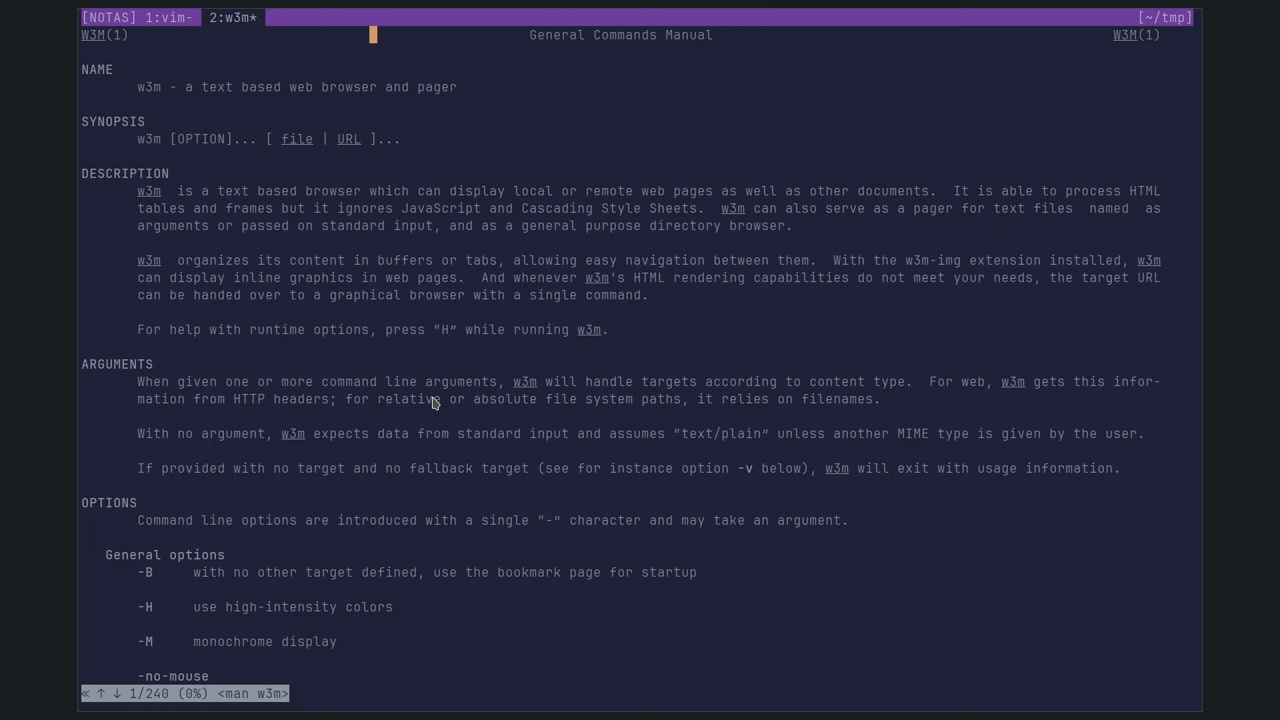 [NOTAS] 1:vim- 2:w3m* [~/tmp]
W3M(1) General Commands Manual W3M(1)
NAME
w3m - a text based web browser and pager
SYNOPSIS
w3m [OPTION]... [ file | URL ]...
DESCRIPTION
w3m is a text based browser which can display local or remote web pages as well as other documents. It is able to process HTML
tables and frames but it ignores JavaScript and Cascading Style Sheets. w3m can also serve as a pager for text files named as
arguments or passed on standard input, and as a general purpose directory browser.
w3m organizes its content in buffers or tabs, allowing easy navigation between them. With the w3m-img extension installed, w3m
can display inline graphics in web pages. And whenever w3m's HTML rendering capabilities do not meet your needs, the target URL
can be handed over to a graphical browser with a single command.
For help with runtime options, press “H” while running w3m.
ARGUMENTS
When given one or more command line arguments, w3m will handle targets according to content type. For web, w3m gets this infor-
mation from HTTP headers; for relative or absolute file system paths, it relies on filenames.
With no argument, w3m expects data from standard input and assumes “text/plain” unless another MIME type is given by the user.
If provided with no target and no fallback target (see for instance option -v below), w3m will exit with usage information.
OPTIONS
Command line options are introduced with a single “-” character and may take an argument.
General options
-B with no other target defined, use the bookmark page for startup
-H use high-intensity colors
-M monochrome display
-no-mouse
« ↑ ↓ 1/240 (0%) <man w3m>